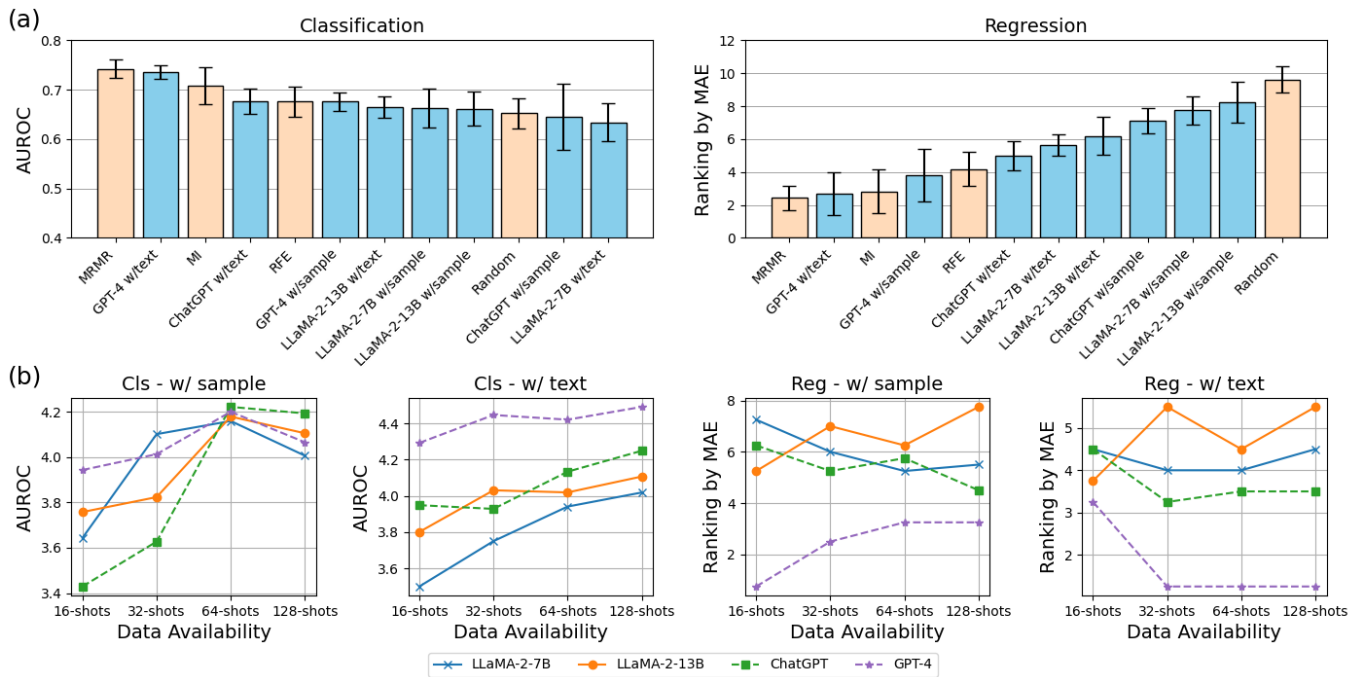 (a)
Classification
AUROC
0.8
0.7
0.6
0.5
0.4
MRMR
GPT-4 w/text
MI
ChatGPT w/text
RFE
GPT-4 w/sample
LLaMA-2-13B w/text
LLaMA-2-7B w/sample
LLaMA-2-13B w/sample
Random
ChatGPT w/sample
LLaMA-2-7B w/text
Regression
Ranking by MAE
12
10
8
6
4
2
0
MRMR
GPT-4 w/text
MI
GPT-4 w/sample
RFE
ChatGPT w/text
LLaMA-2-7B w/text
LLaMA-2-13B w/text
ChatGPT w/sample
LLaMA-2-7B w/sample
LLaMA-2-13B w/sample
Random
(b)
Cls - w/ sample
AUROC
4.2
4.0
3.8
3.6
3.4
16-shots 32-shots 64-shots 128-shots
Data Availability
Cls - w/ text
AUROC
4.4
4.2
4.0
3.8
3.6
16-shots 32-shots 64-shots 128-shots
Data Availability
Reg - w/ sample
Ranking by MAE
8
6
4
2
16-shots 32-shots 64-shots 128-shots
Data Availability
Reg - w/ text
Ranking by MAE
5
4
3
2
16-shots 32-shots 64-shots 128-shots
Data Availability
LLaMA-2-7B LLaMA-2-13B ChatGPT GPT-4